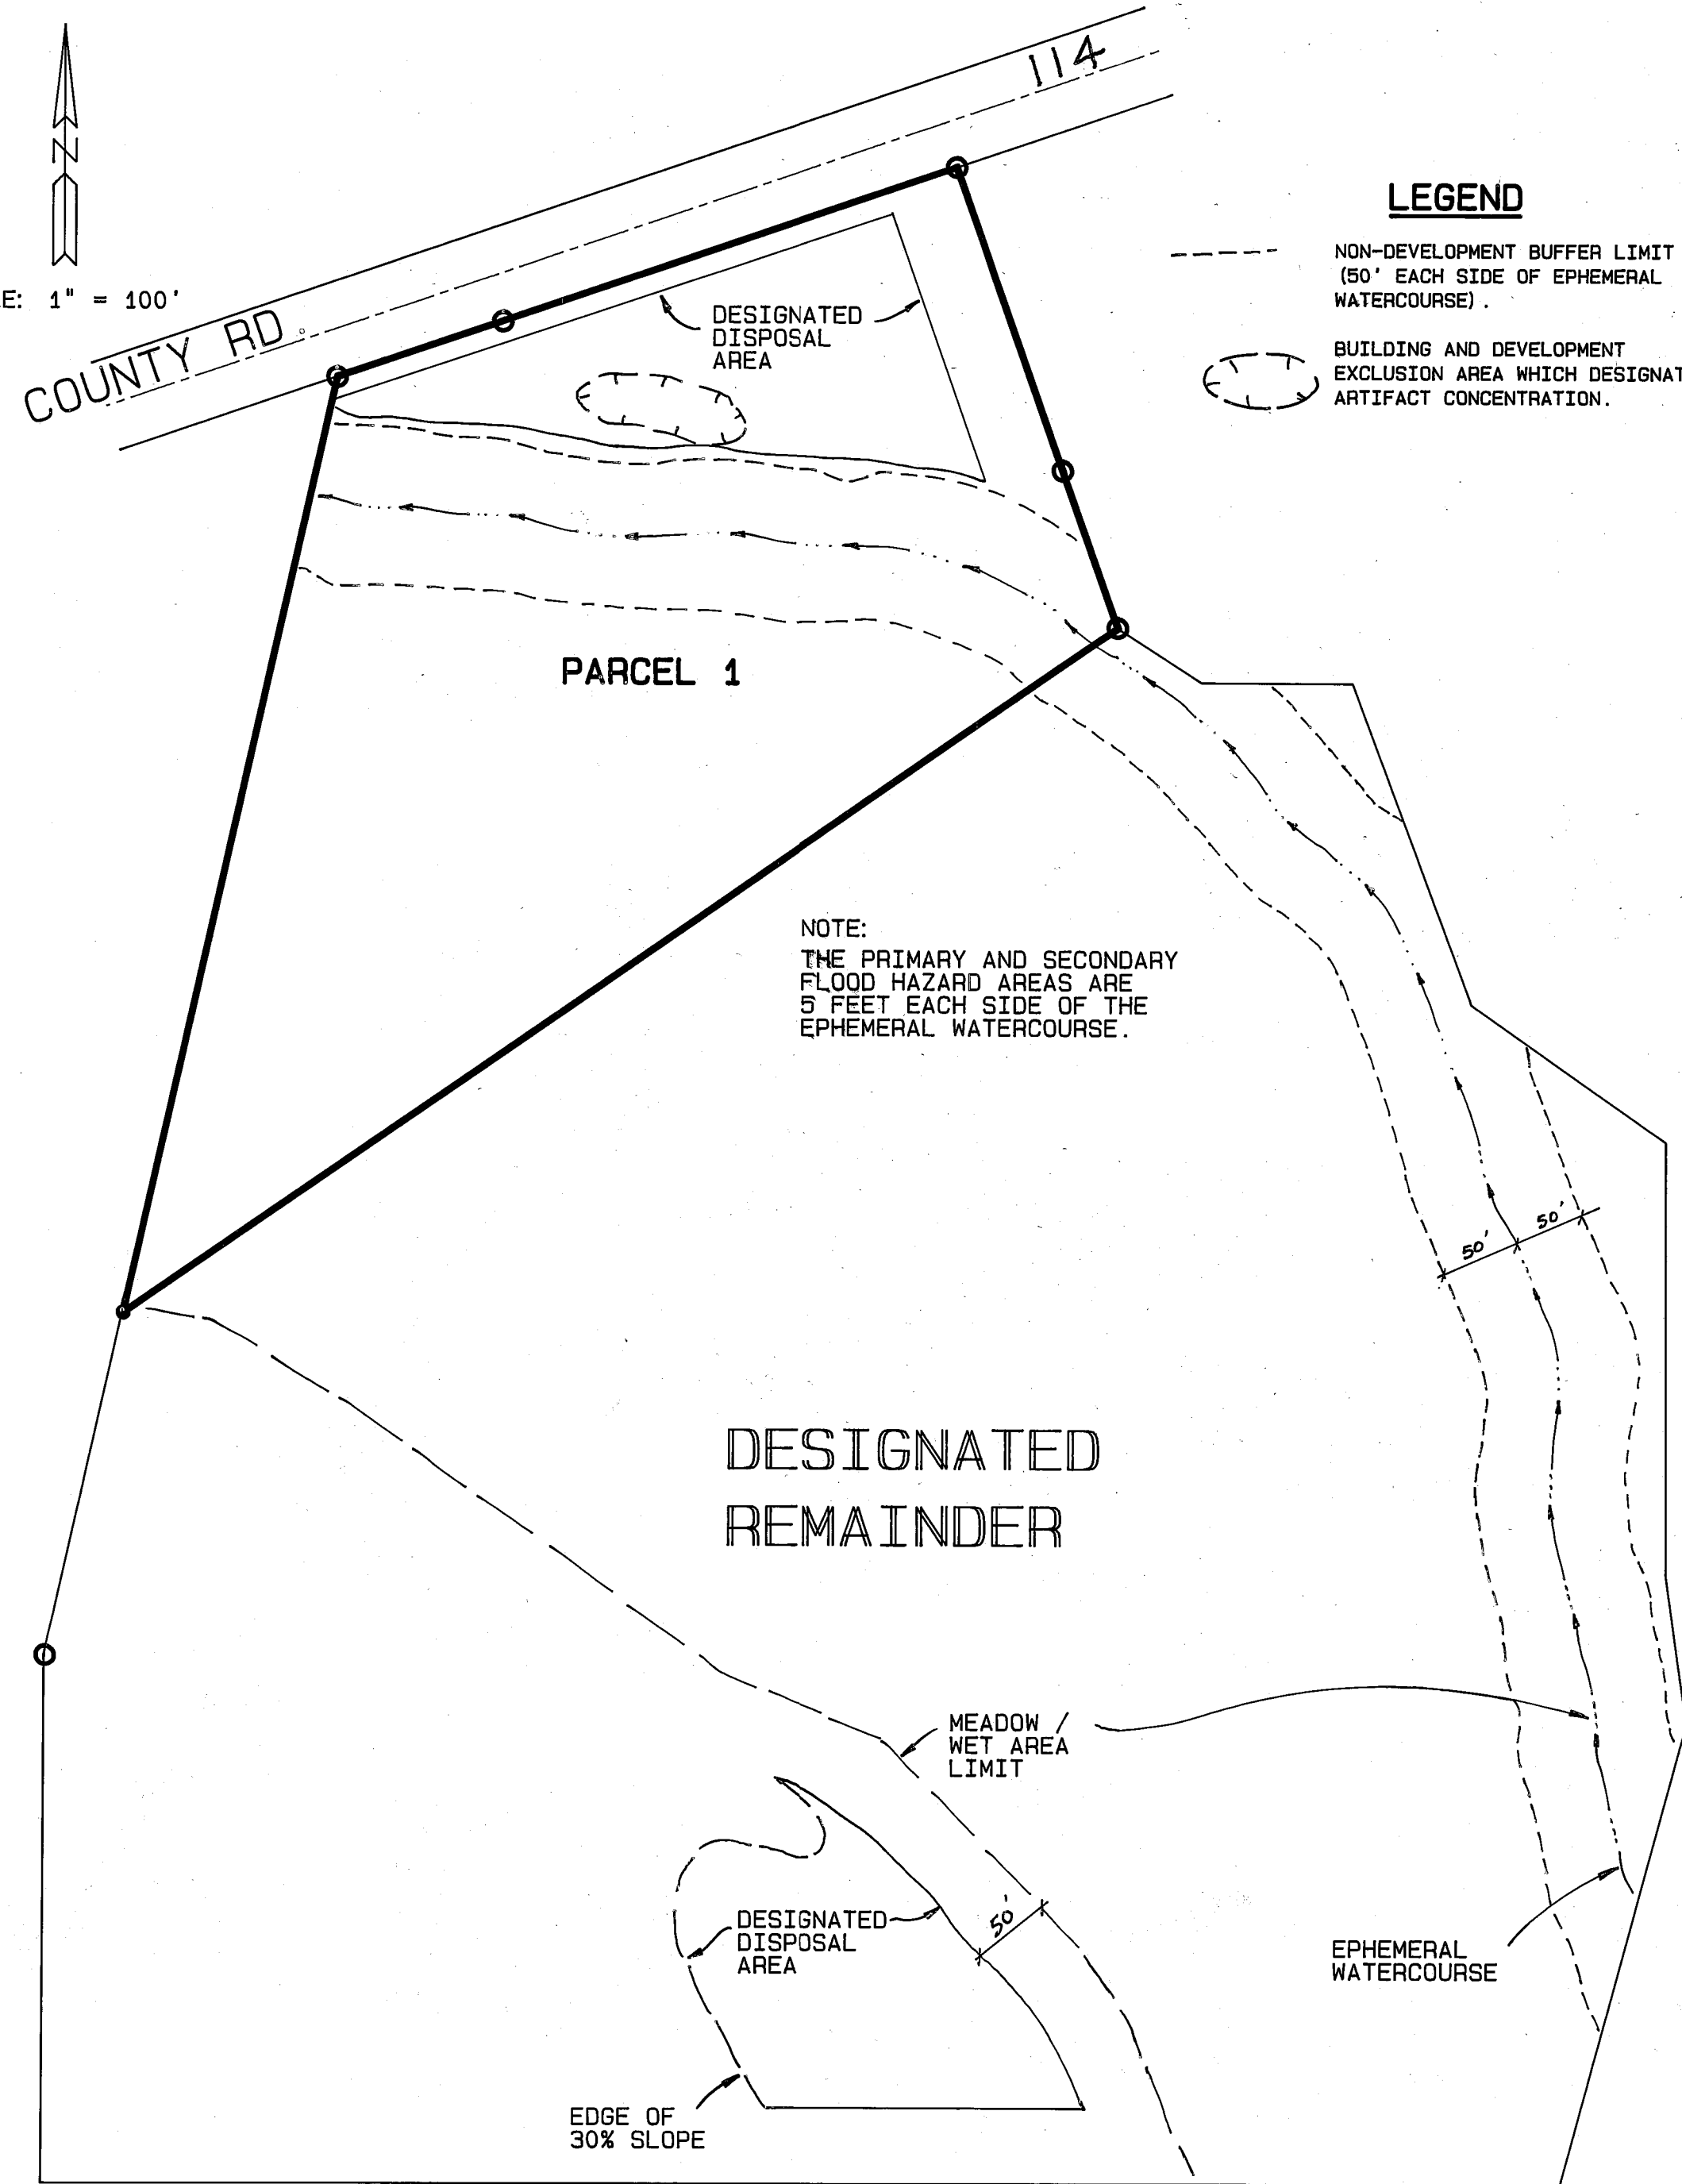 N
E: 1" = 100'
COUNTY RD.
114
LEGEND
NON-DEVELOPMENT BUFFER LIMIT
(50' EACH SIDE OF EPHEMERAL
WATERCOURSE).
BUILDING AND DEVELOPMENT
EXCLUSION AREA WHICH DESIGNAT
ARTIFACT CONCENTRATION.
DESIGNATED
DISPOSAL
AREA
PARCEL 1
NOTE:
THE PRIMARY AND SECONDARY
FLOOD HAZARD AREAS ARE
5 FEET EACH SIDE OF THE
EPHEMERAL WATERCOURSE.
50'
50'
DESIGNATED
REMAINDER
MEADOW /
WET AREA
LIMIT
DESIGNATED
DISPOSAL
AREA
50'
EPHEMERAL
WATERCOURSE
EDGE OF
30% SLOPE